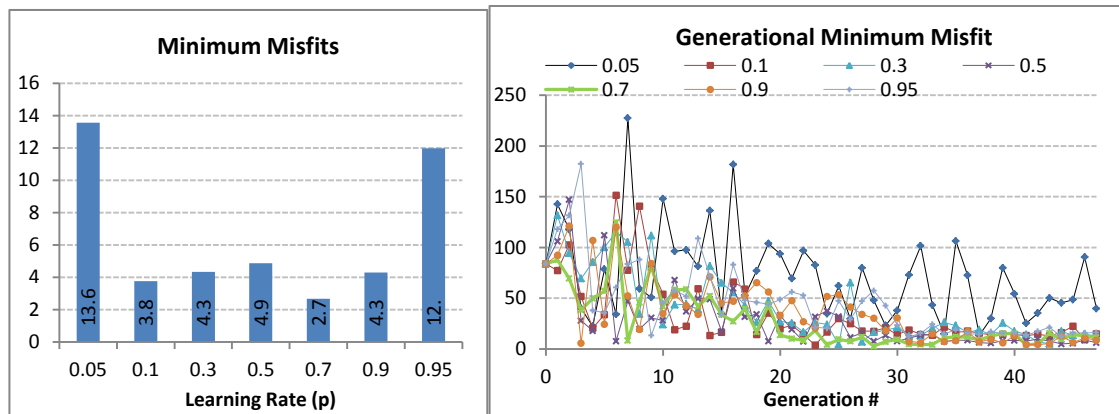 Minimum Misfits
16
14
12
10
8
6
4
2
0
13.6
3.8
4.3
4.9
2.7
4.3
12.
0.05 0.1 0.3 0.5 0.7 0.9 0.95
Learning Rate (p)
Generational Minimum Misfit
0.05 0.1 0.3 0.5
0.7 0.9 0.95
250
200
150
100
50
0
0 10 20 30 40
Generation #